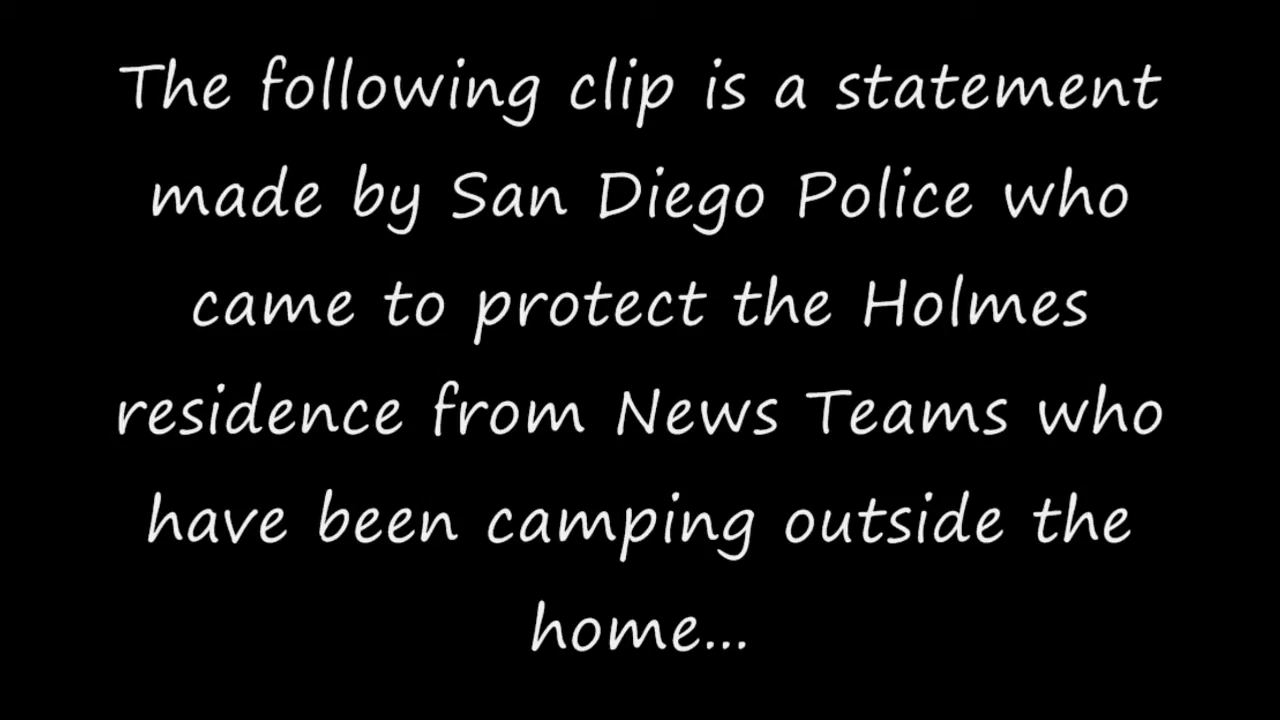 The following clip is a statement
made by San Diego Police who
came to protect the Holmes
residence from News Teams who
have been camping outside the
home...